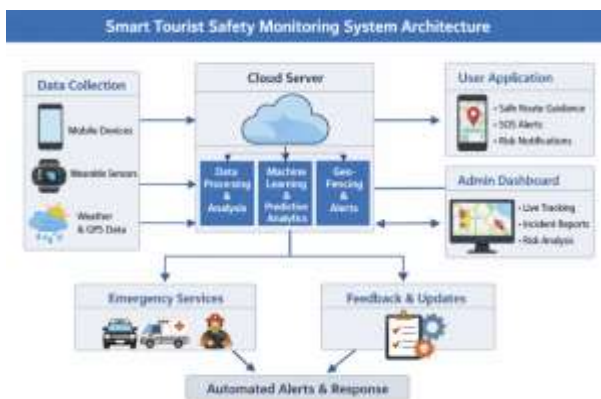 Smart Tourist Safety Monitoring System Architecture
Data Collection
Mobile Devices
Wearable Sensors
Weather
& GPS Data
Cloud Server
Data
Processing
&
Analysis
Machine
Learning
&
Predictive
Analytics
Geo-
Fencing
&
Alerts
User Application
• Safe Route Guidance
• SOS Alerts
• Risk Notifications
Admin Dashboard
• Live Tracking
• Incident Reports
• Risk Analysis
Emergency Services
Feedback & Updates
Automated Alerts & Response